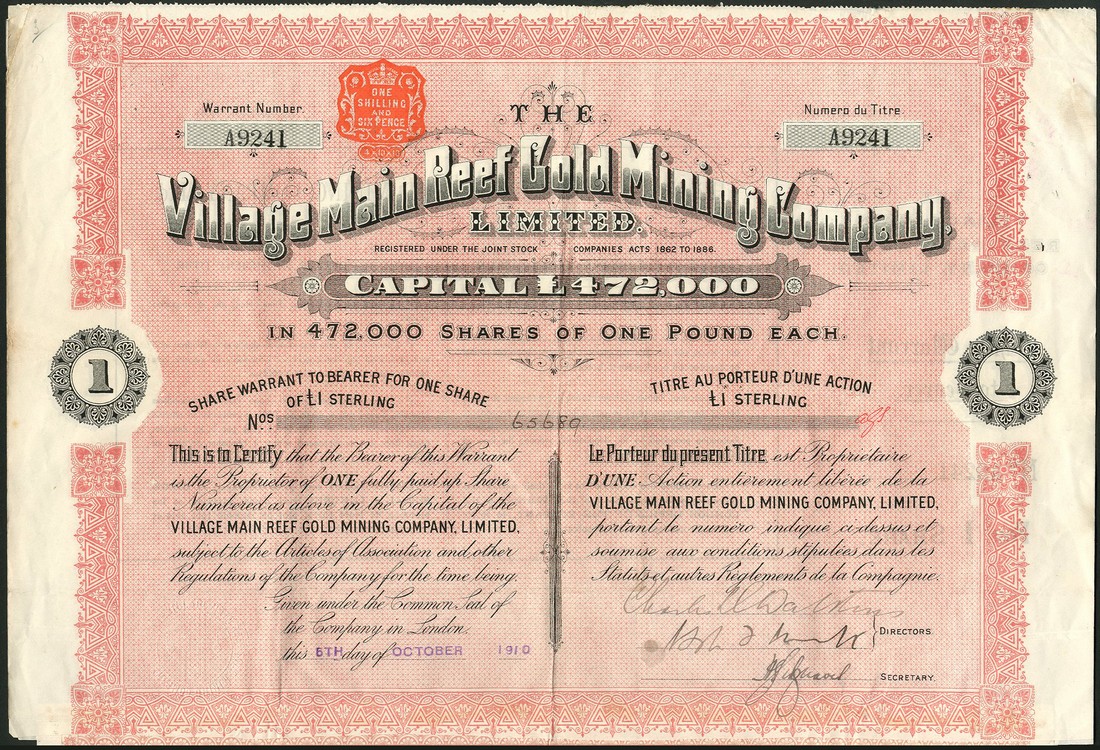 Warrant Number.
A9241
ONE
SHILLING
AND
SIX PENCE
Numero du Titre
A9241
THE
Village Main Reef Gold Mining Company,
LIMITED.
REGISTERED UNDER THE JOINT STOCK COMPANIES ACTS 1862 TO 1886.
CAPITAL £472,000
IN 472,000 SHARES OF ONE POUND EACH.
1
1
SHARE WARRANT TO BEARER FOR ONE SHARE
OF £1 STERLING
TITRE AU PORTEUR D'UNE ACTION
£1 STERLING
Nos. 65680
This is to Certify that the Bearer of this Warrant
is the Proprietor of ONE fully paid up Share
Numbered as above in the Capital of the
VILLAGE MAIN REEF GOLD MINING COMPANY, LIMITED,
subject to the Articles of Association and other
Regulations of the Company for the time being.
Given under the Common Seal of
the Company in London.
this 5TH day of OCTOBER 1910
Le Porteur du présent Titre est Propriétaire
D'UNE Action entièrement libérée de la
VILLAGE MAIN REEF GOLD MINING COMPANY, LIMITED,
portant le numéro indiqué ci-dessus et
soumise aux conditions stipulées dans les
Statuts et autres Règlements de la Compagnie.
DIRECTORS.
SECRETARY.